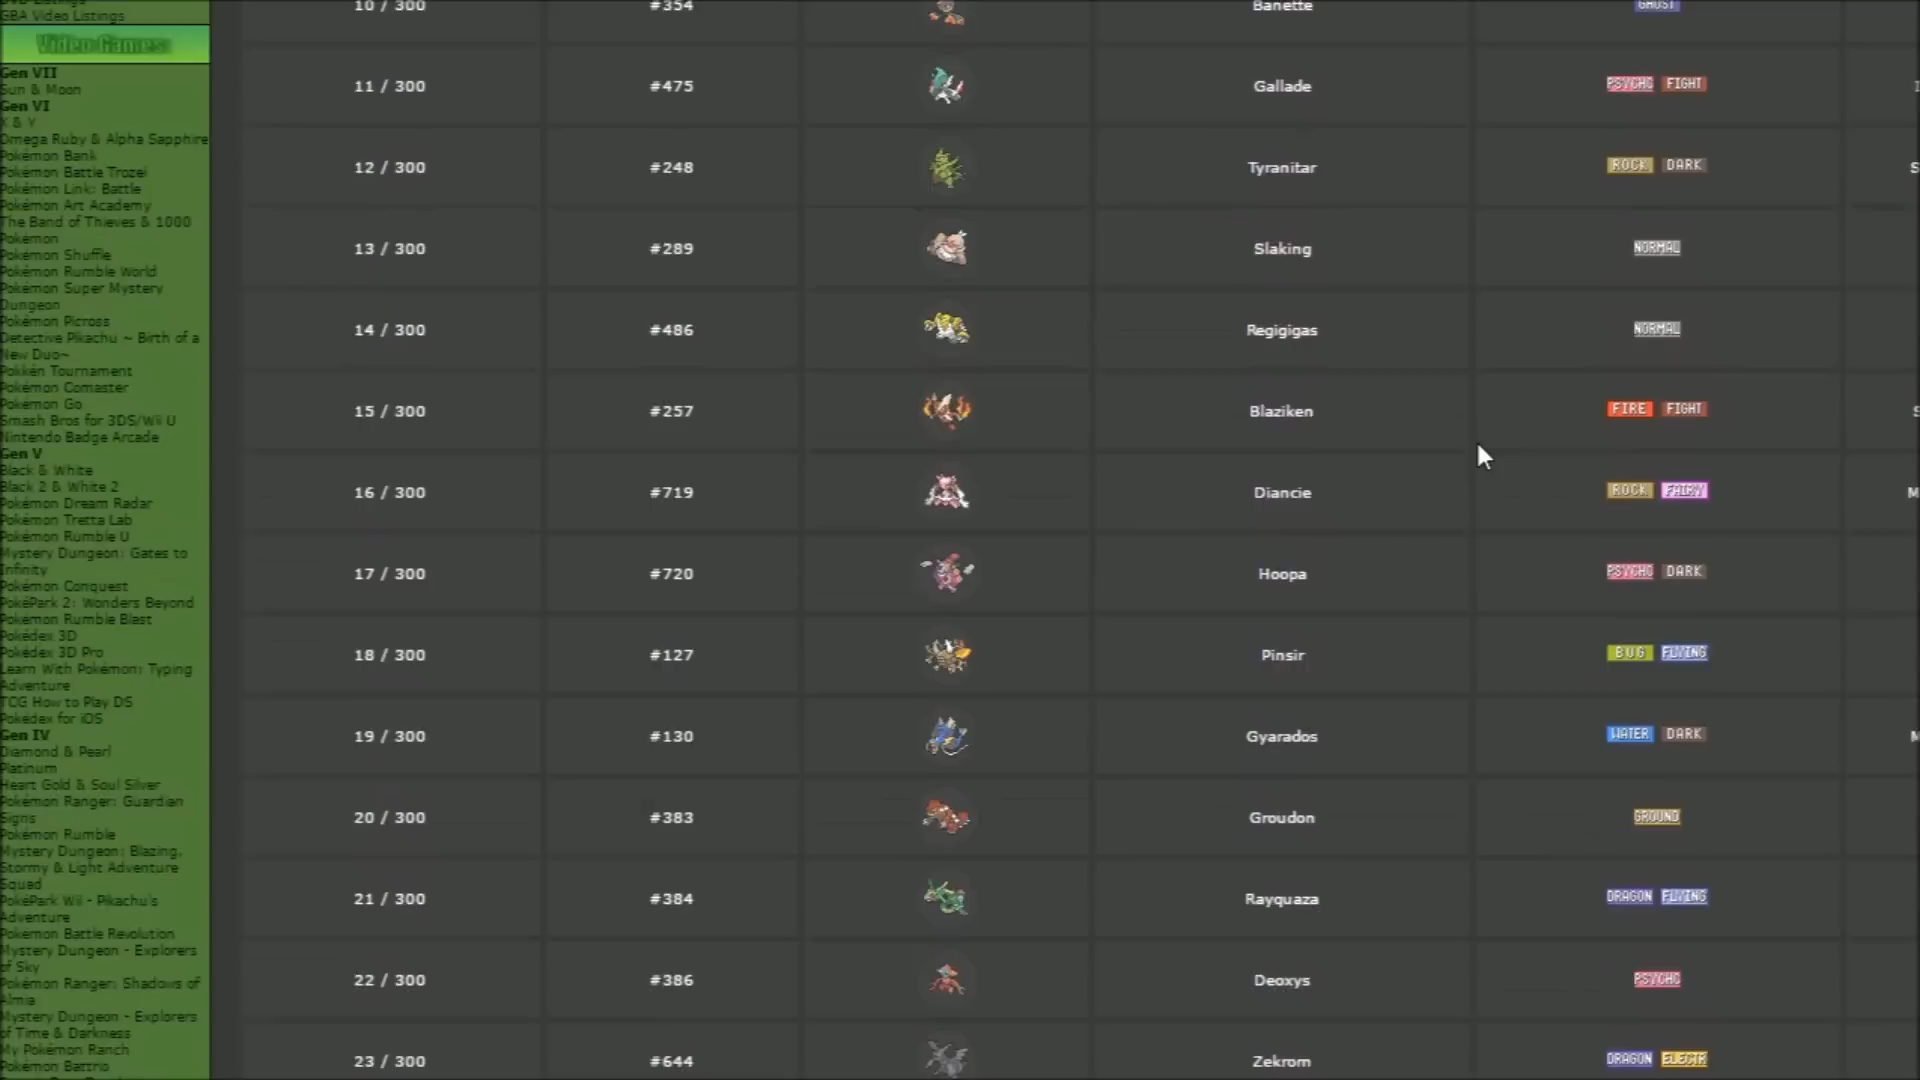 DVD Listings
GBA Video Listings
Video Games
Gen VII
Sun & Moon
Gen VI
X & Y
Omega Ruby & Alpha Sapphire
Pokémon Bank
Pokémon Battle Trozei
Pokémon Link: Battle
Pokémon Art Academy
The Band of Thieves & 1000
Pokémon
Pokémon Shuffle
Pokémon Rumble World
Pokémon Super Mystery
Dungeon
Pokémon Picross
Detective Pikachu ~ Birth of a
New Duo~
Pokkén Tournament
Pokémon Comaster
Pokémon Go
Smash Bros for 3DS/Wii U
Nintendo Badge Arcade
Gen V
Black & White
Black 2 & White 2
Pokémon Dream Radar
Pokémon Tretta Lab
Pokémon Rumble U
Mystery Dungeon: Gates to
Infinity
Pokémon Conquest
PokéPark 2: Wonders Beyond
Pokémon Rumble Blast
Pokédex 3D
Pokédex 3D Pro
Learn With Pokémon: Typing
Adventure
TCG How to Play DS
Pokédex for iOS
Gen IV
Diamond & Pearl
Platinum
Heart Gold & Soul Silver
Pokémon Ranger: Guardian
Signs
Pokémon Rumble
Mystery Dungeon: Blazing,
Stormy & Light Adventure
Squad
PokéPark Wii - Pikachu's
Adventure
Pokémon Battle Revolution
Mystery Dungeon - Explorers
of Sky
Pokémon Ranger: Shadows of
Almia
Mystery Dungeon - Explorers
of Time & Darkness
My Pokémon Ranch
Pokémon Battrio
10 / 300 #354 Banette GHOST
11 / 300 #475 Gallade PSYCHC FIGHT
12 / 300 #248 Tyranitar ROCK DARK
13 / 300 #289 Slaking NORMAL
14 / 300 #486 Regigigas NORMAL
15 / 300 #257 Blaziken FIRE FIGHT
16 / 300 #719 Diancie ROCK FAIRY
17 / 300 #720 Hoopa PSYCHC DARK
18 / 300 #127 Pinsir BUG FLYING
19 / 300 #130 Gyarados WATER DARK
20 / 300 #383 Groudon GROUND
21 / 300 #384 Rayquaza DRAGON FLYING
22 / 300 #386 Deoxys PSYCHC
23 / 300 #644 Zekrom DRAGON ELECTR